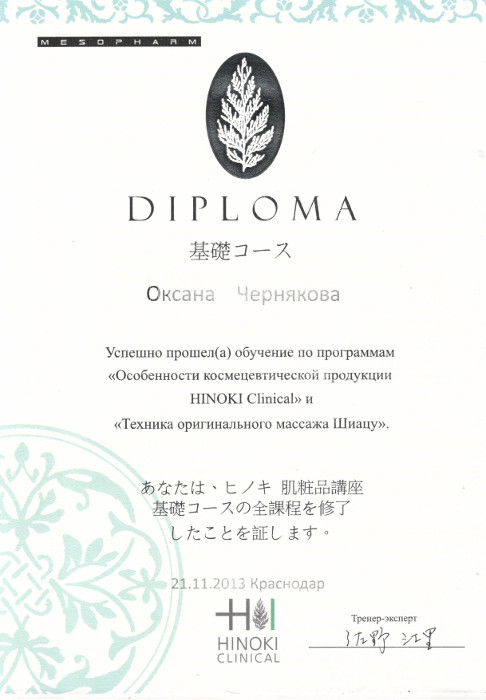 MESOPHARM
DIPLOMA
基礎コース
Оксана Чернякова
Успешно прошел(а) обучение по программам
«Особенности космецевтической продукции
HINOKI Clinical» и
«Техника оригинального массажа Шиацу».
あなたは、ヒノキ 肌粧品講座
基礎コースの全課程を修了
したことを証します。
21.11.2013 Краснодар
HINOKI
CLINICAL
Тренер-эксперт
佐野 江里